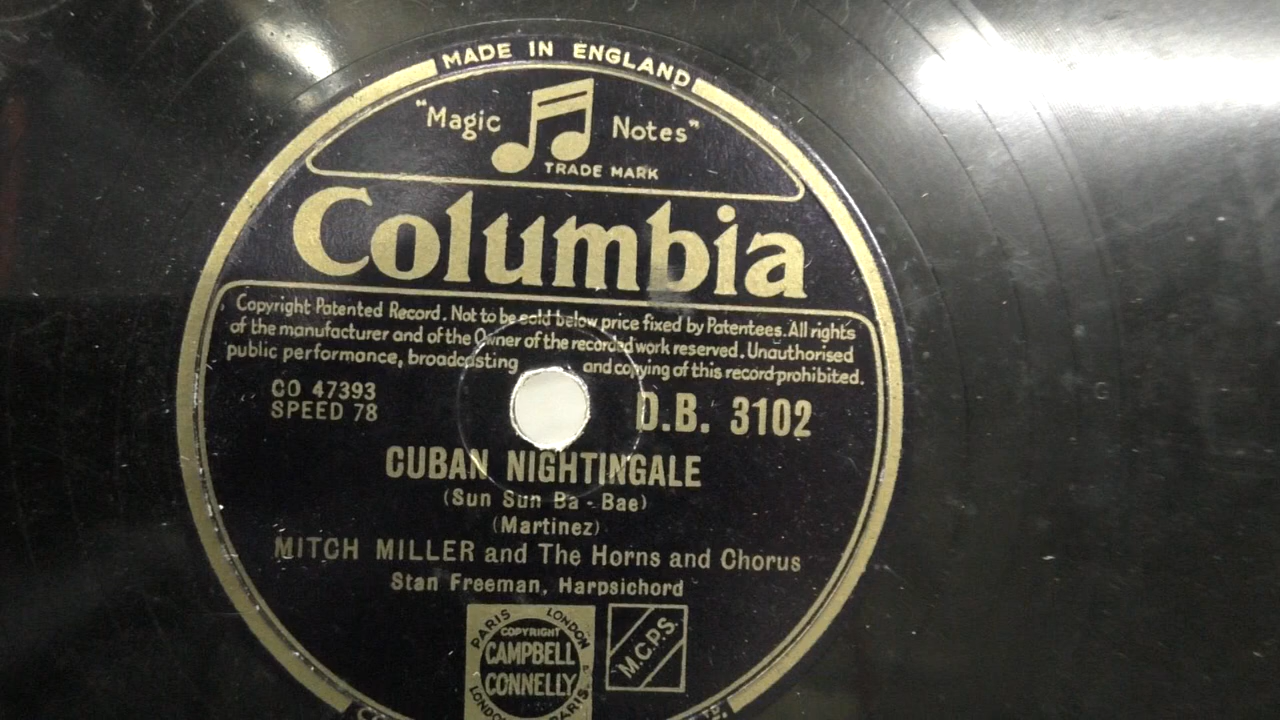 MADE IN ENGLAND
"Magic Notes"
TRADE MARK
Columbia
Copyright Patented Record. Not to be sold below price fixed by Patentees. All rights
of the manufacturer and of the Owner of the recorded work reserved. Unauthorised
public performance, broadcasting and copying of this record prohibited.
CO 47393
SPEED 78
D.B. 3102
CUBAN NIGHTINGALE
(Sun Sun Ba - Bae)
(Martinez)
MITCH MILLER and The Horns and Chorus
Stan Freeman, Harpsichord
PARIS LONDON
COPYRIGHT
CAMPBELL
CONNELLY
LONDON PARIS
M.C.P.S.